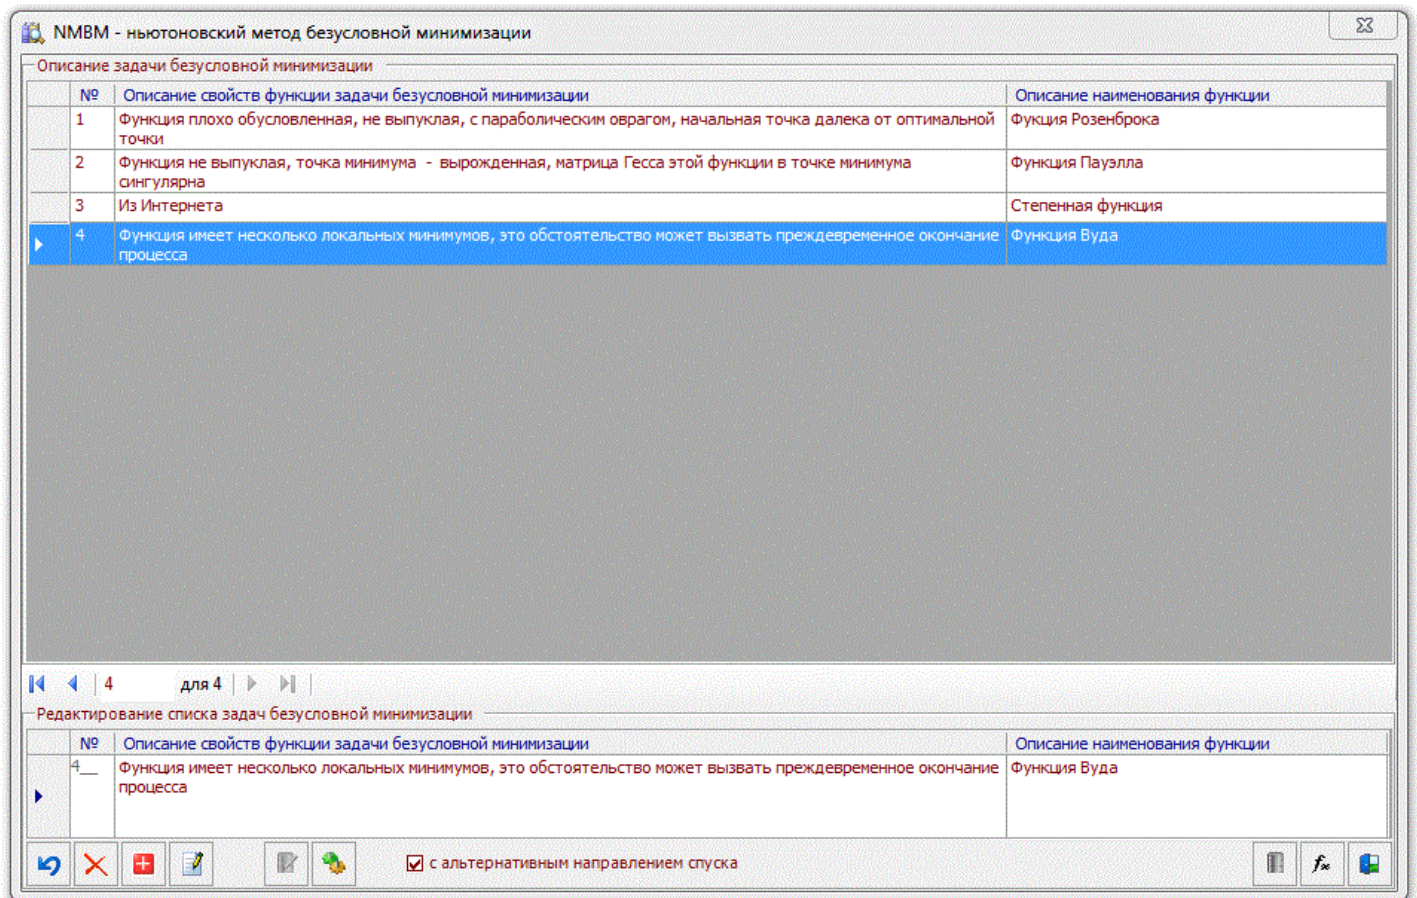 NMBM - ньютоновский метод безусловной минимизации
Описание задачи безусловной минимизации
№ Описание свойств функции задачи безусловной минимизации Описание наименования функции
1 Функция плохо обусловленная, не выпуклая, с параболическим оврагом, начальная точка далека от оптимальной Фукция Розенброка
точки
2 Функция не выпуклая, точка минимума - вырожденная, матрица Гесса этой функции в точке минимума Функция Пауэлла
сингулярна
3 Из Интернета Степенная функция
4 Функция имеет несколько локальных минимумов, это обстоятельство может вызвать преждевременное окончание Функция Вуда
процесса
4 для 4
Редактирование списка задач безусловной минимизации
№ Описание свойств функции задачи безусловной минимизации Описание наименования функции
4__ Функция имеет несколько локальных минимумов, это обстоятельство может вызвать преждевременное окончание Функция Вуда
процесса
с альтернативным направлением спуска